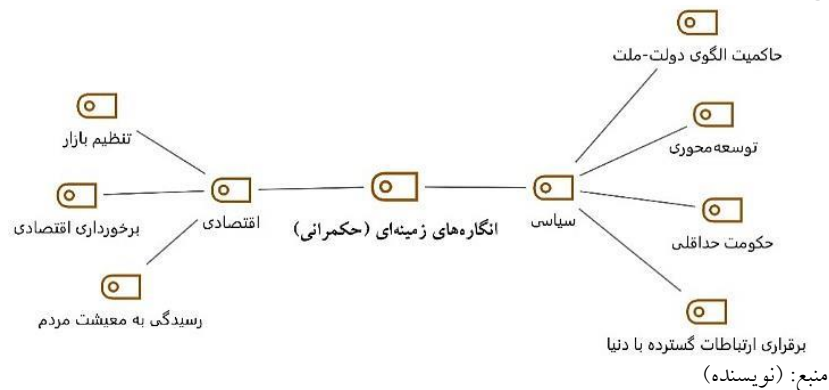 حاکمیت الگوی دولت-ملت
توسعه‌محوری
سیاسی
حکومت حداقلی
برقراری ارتباطات گسترده با دنیا
انگاره‌های زمینه‌ای (حکمرانی)
اقتصادی
تنظیم بازار
برخورداری اقتصادی
رسیدگی به معیشت مردم
منبع: (نویسنده)